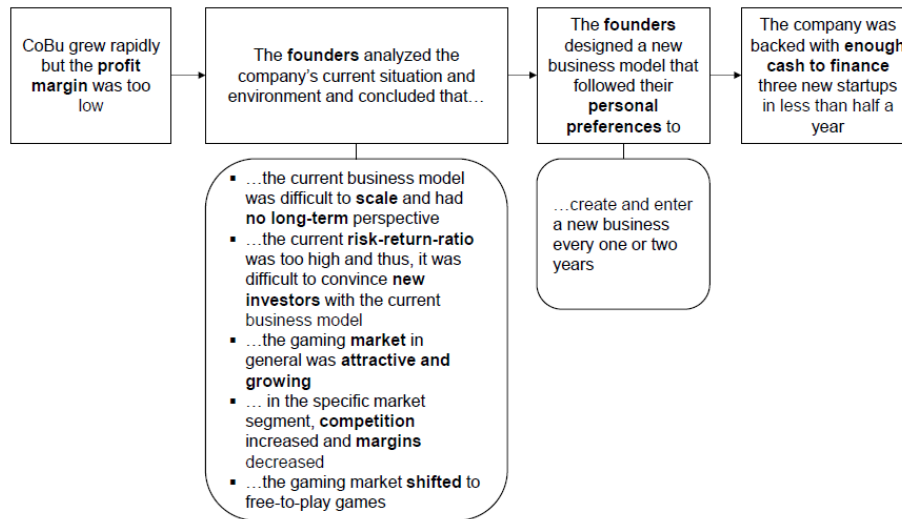 CoBu grew rapidly
but the profit
margin was too
low
The founders analyzed the
company's current situation and
environment and concluded that…
The founders
designed a new
business model that
followed their
personal
preferences to
The company was
backed with enough
cash to finance
three new startups
in less than half a
year
▪ …the current business model
was difficult to scale and had
no long-term perspective
▪ …the current risk-return-ratio
was too high and thus, it was
difficult to convince new
investors with the current
business model
▪ …the gaming market in
general was attractive and
growing
▪ … in the specific market
segment, competition
increased and margins
decreased
▪ …the gaming market shifted to
free-to-play games
…create and enter
a new business
every one or two
years